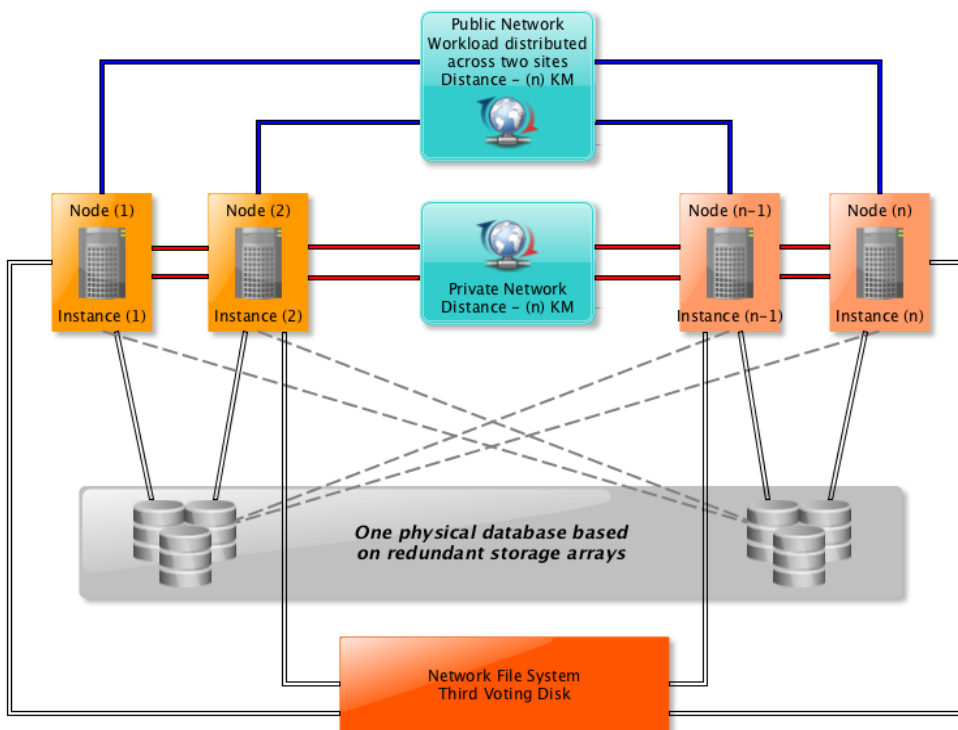 Public Network
Workload distributed
across two sites
Distance – (n) KM
Node (1)
Node (2)
Node (n-1)
Node (n)
Private Network
Distance – (n) KM
Instance (1)
Instance (2)
Instance (n-1)
Instance (n)
One physical database based
on redundant storage arrays
Network File System
Third Voting Disk